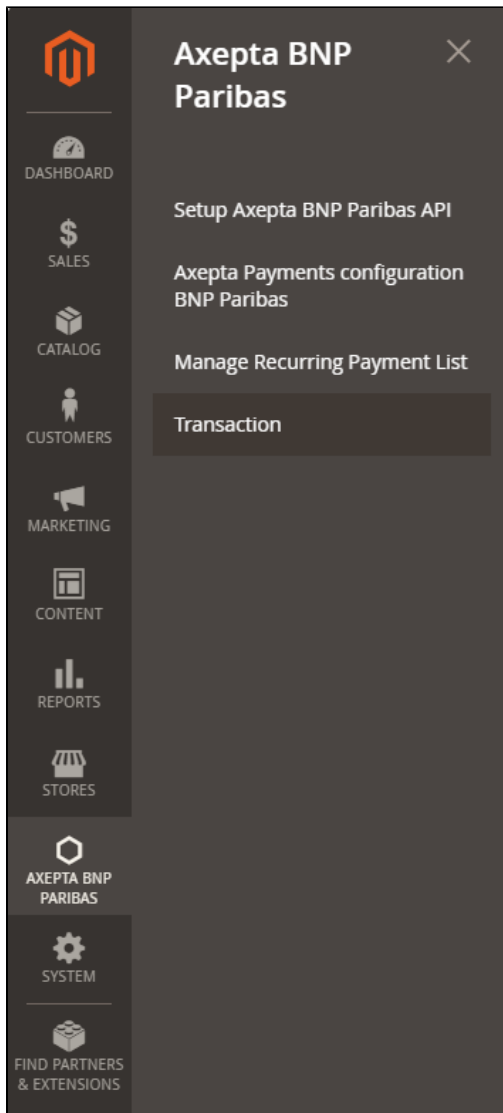 DASHBOARD
SALES
CATALOG
CUSTOMERS
MARKETING
CONTENT
REPORTS
STORES
AXEPTA BNP
PARIBAS
SYSTEM
FIND PARTNERS
& EXTENSIONS
Axepta BNP
Paribas
Setup Axepta BNP Paribas API
Axepta Payments configuration
BNP Paribas
Manage Recurring Payment List
Transaction